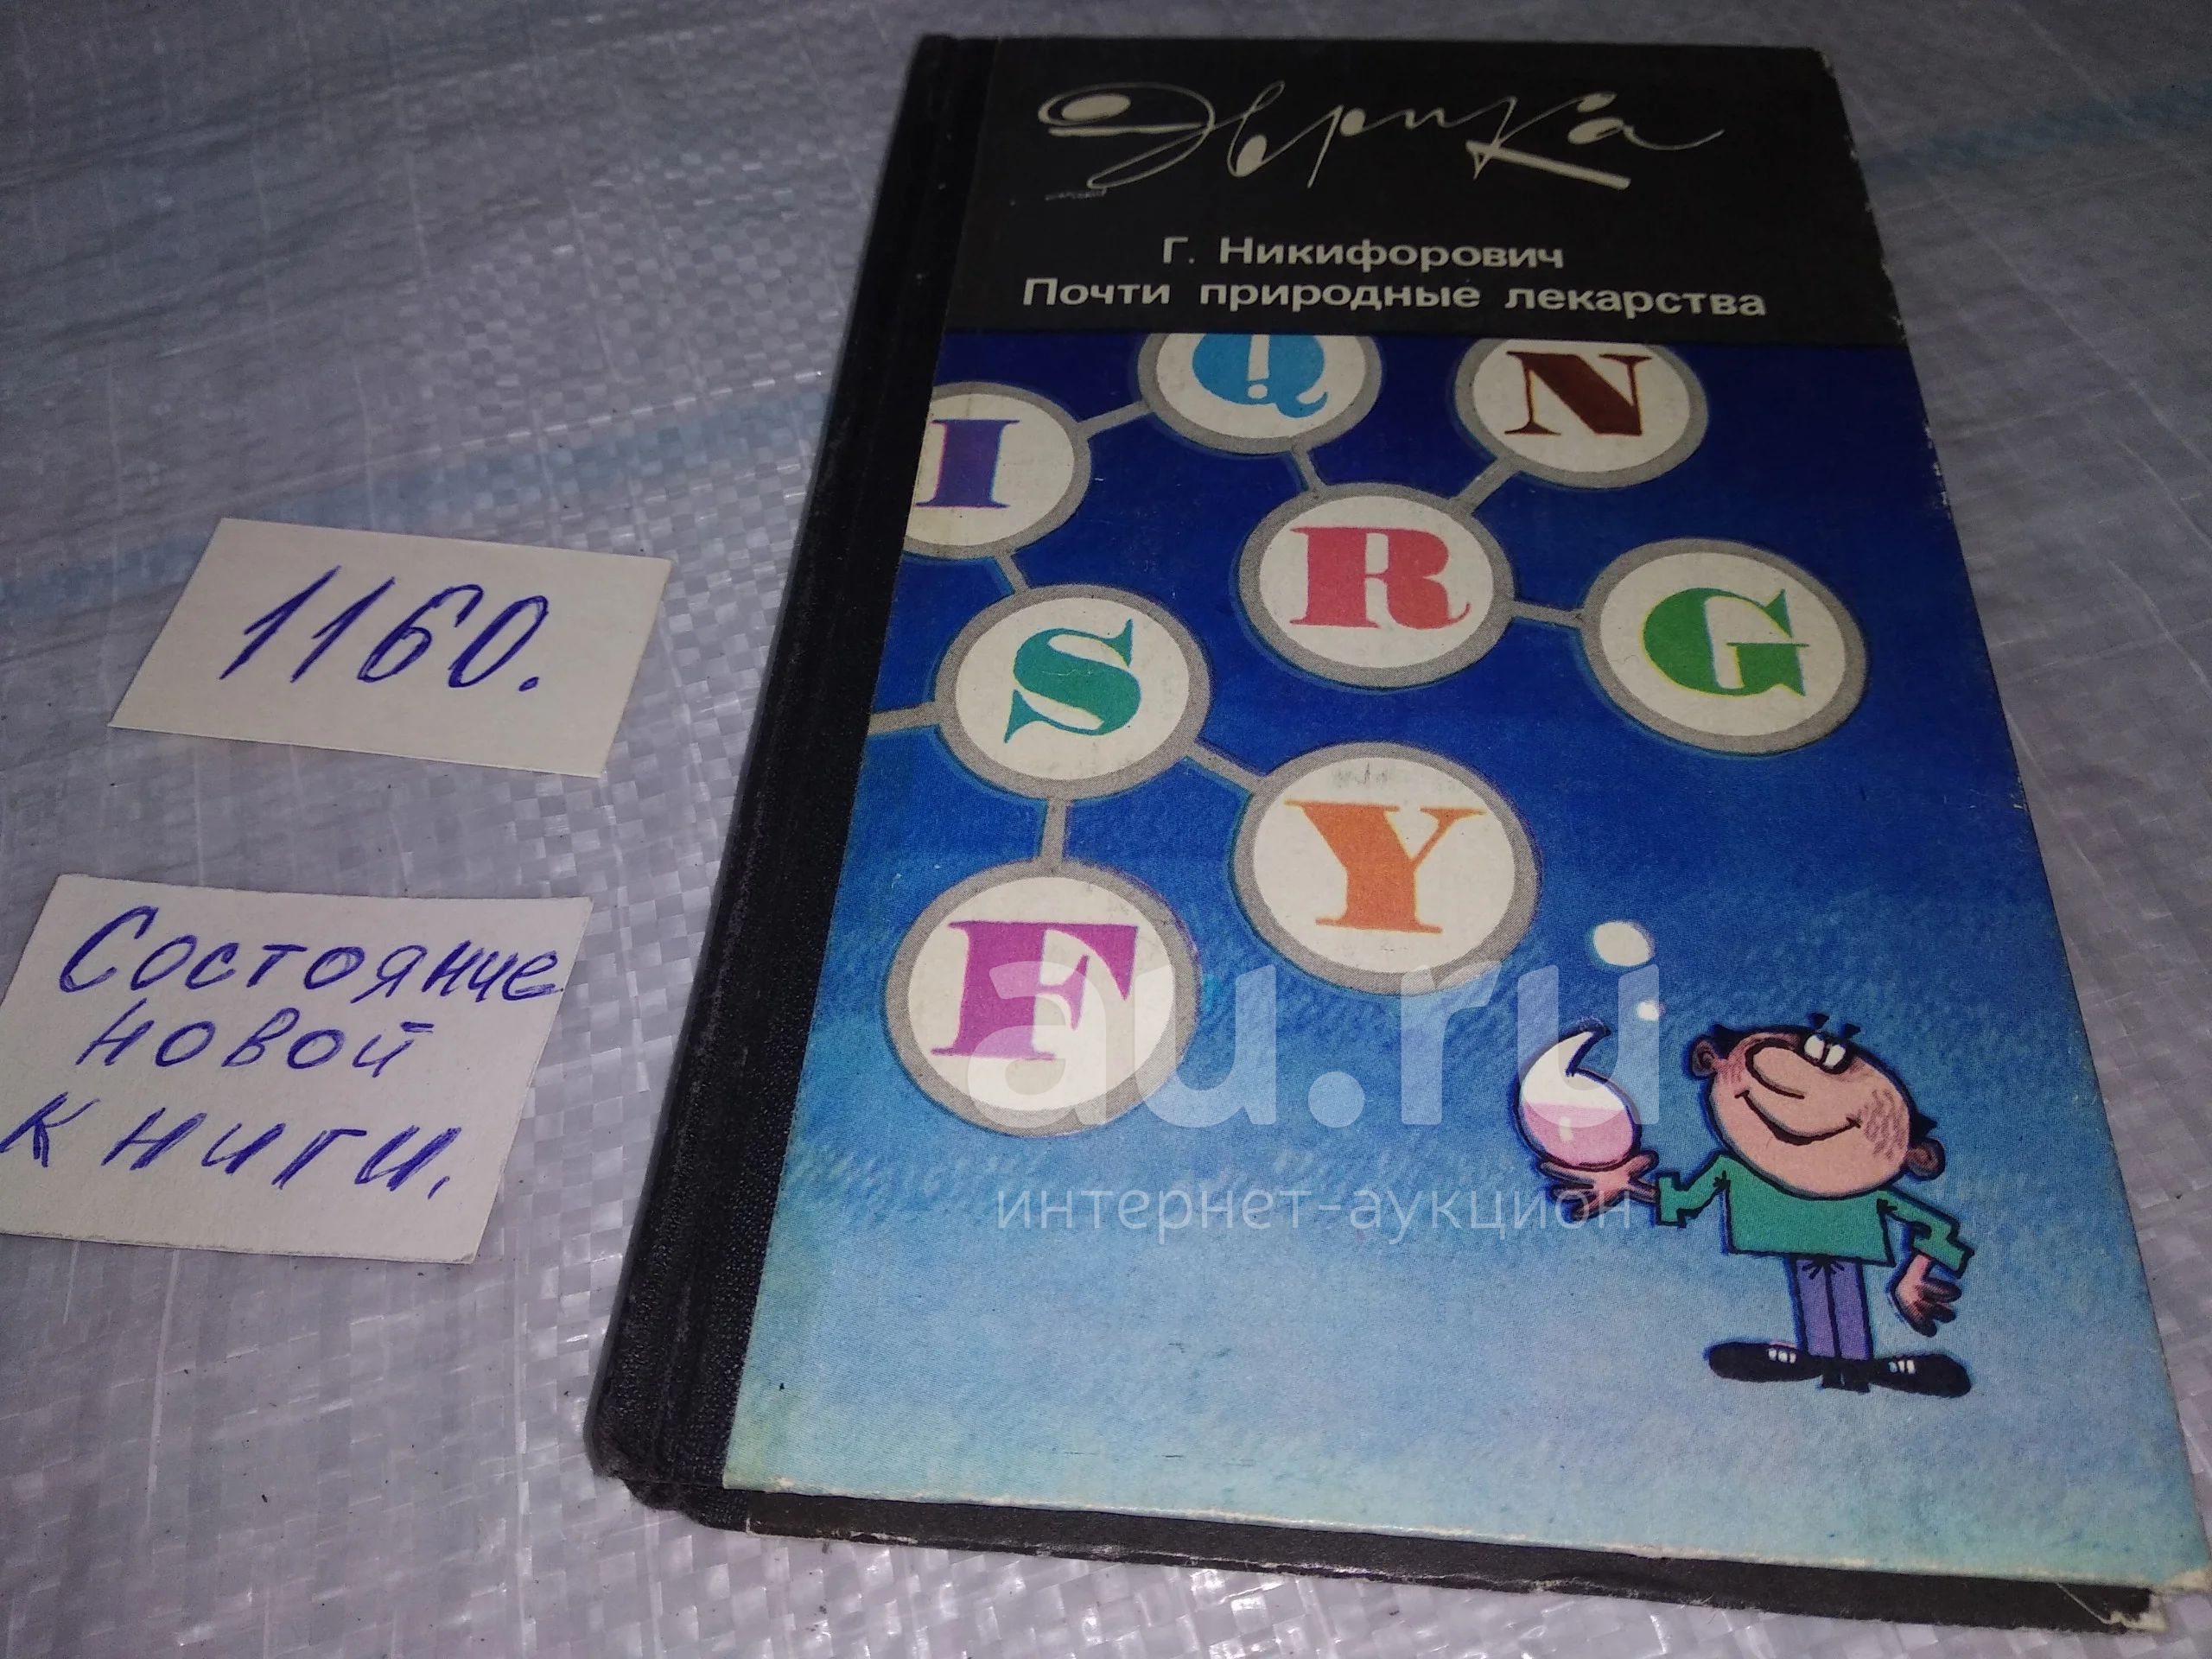 Эврика
Г. Никифорович
Почти природные лекарства
Q N
I
R
G
S
Y
F
1160.
Состояние
новой
книги.
au.ru
интернет-аукцион